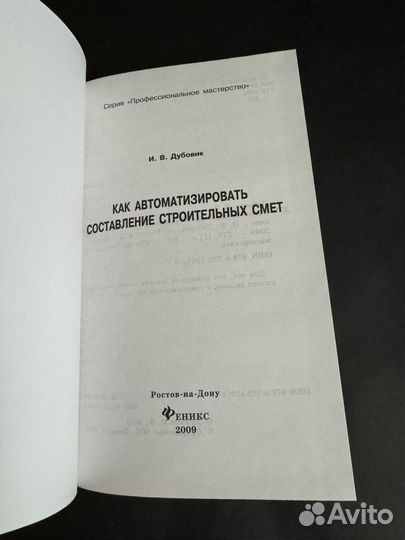 Серия «Профессиональное мастерство»
И. В. Дубовик
КАК АВТОМАТИЗИРОВАТЬ
СОСТАВЛЕНИЕ СТРОИТЕЛЬНЫХ СМЕТ
Ростов-на-Дону
ФЕНИКС
2009
Avito